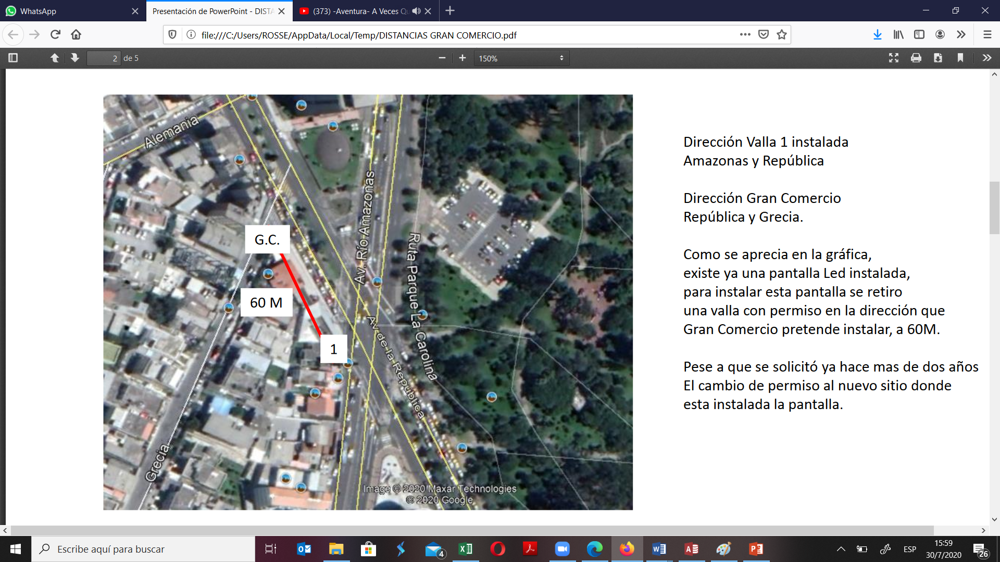 WhatsApp
Presentación de PowerPoint - DISTA
(373) -Aventura- A Veces Qu
file:///C:/Users/ROSSE/AppData/Local/Temp/DISTANCIAS GRAN COMERCIO.pdf
2 de 5
150%
Alemania
Av. Río Amazonas
Ruta Parque La Carolina
Av de la Republica
Grecia
G.C.
60 M
1
Image © 2020 Maxar Technologies
© 2020 Google
Dirección Valla 1 instalada
Amazonas y República
Dirección Gran Comercio
República y Grecia.
Como se aprecia en la gráfica,
existe ya una pantalla Led instalada,
para instalar esta pantalla se retiro
una valla con permiso en la dirección que
Gran Comercio pretende instalar, a 60M.
Pese a que se solicitó ya hace mas de dos años
El cambio de permiso al nuevo sitio donde
esta instalada la pantalla.
Escribe aquí para buscar
4
ESP
15:59
30/7/2020
26